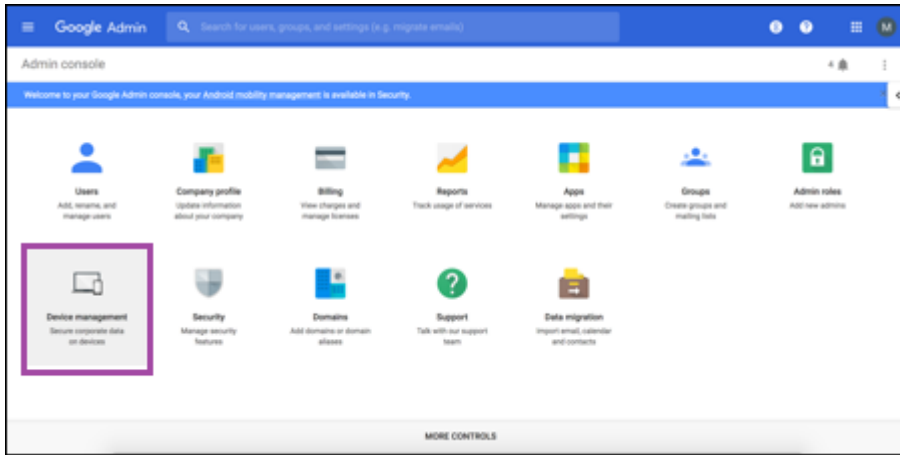 Google Admin
Search for users, groups, and settings (e.g. migrate emails)
M
Admin console
4
Welcome to your Google Admin console, your Android mobility management is available in Security.
Users
Add, rename, and
manage users
Company profile
Update information
about your company
Billing
View charges and
manage licenses
Reports
Track usage of services
Apps
Manage apps and their
settings
Groups
Create groups and
mailing lists
Admin roles
Add new admins
Device management
Secure corporate data
on devices
Security
Manage security
features
Domains
Add domains or domain
aliases
Support
Talk with our support
team
Data migration
Import email, calendar
and contacts
MORE CONTROLS